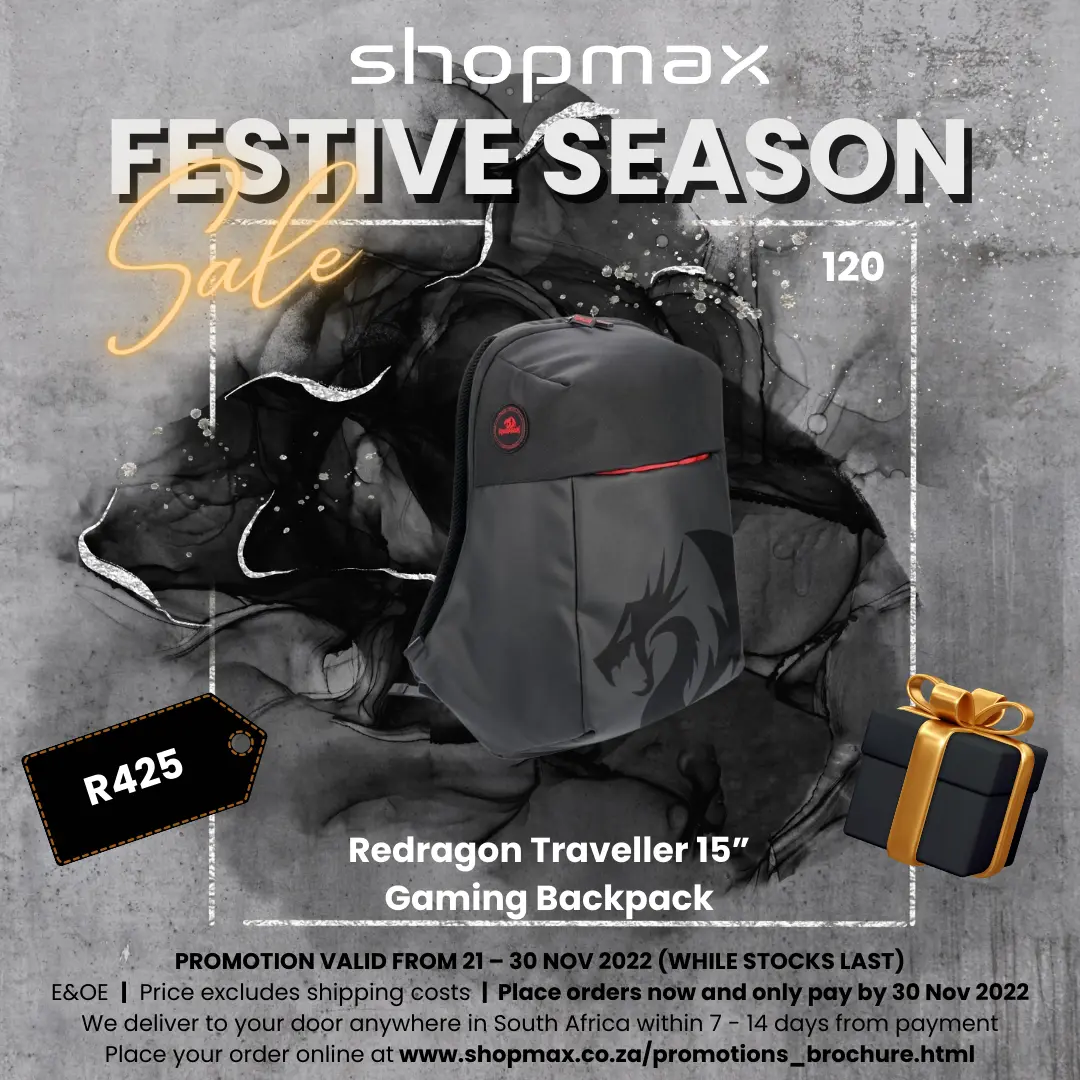 shopmax
FESTIVE SEASON
Sale
120
R425
Redragon Traveller 15”
Gaming Backpack
PROMOTION VALID FROM 21 – 30 NOV 2022 (WHILE STOCKS LAST)
E&OE | Price excludes shipping costs | Place orders now and only pay by 30 Nov 2022
We deliver to your door anywhere in South Africa within 7 - 14 days from payment
Place your order online at www.shopmax.co.za/promotions_brochure.html